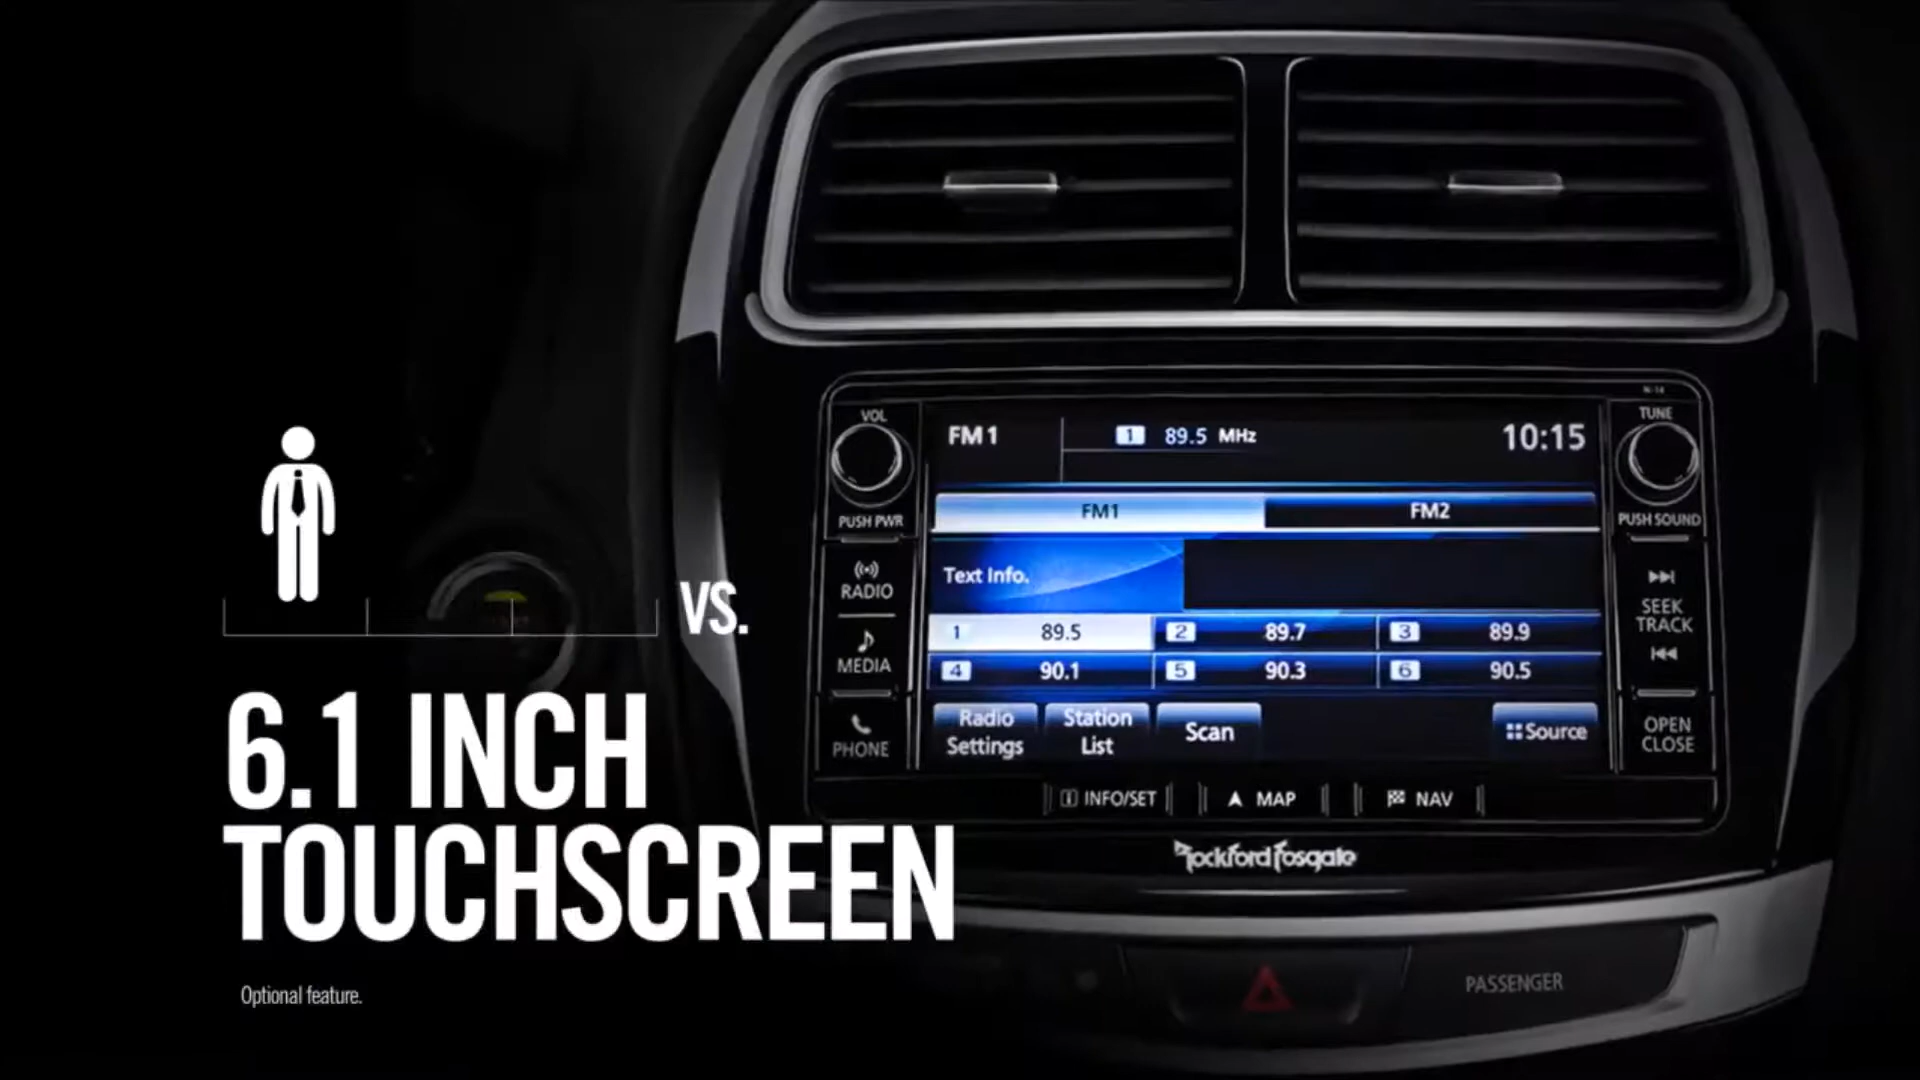 N-14
VOL
TUNE
FM1
1 89.5 MHz
10:15
PUSH PWR
FM1
FM2
PUSH SOUND
RADIO
Text Info.
SEEK
TRACK
1 89.5
2 89.7
3 89.9
MEDIA
4 90.1
5 90.3
6 90.5
PHONE
Radio
Settings
Station
List
Scan
Source
OPEN
CLOSE
i INFO/SET
MAP
NAV
Rockford Fosgate
PASSENGER
VS.
6.1 INCH
TOUCHSCREEN
Optional feature.